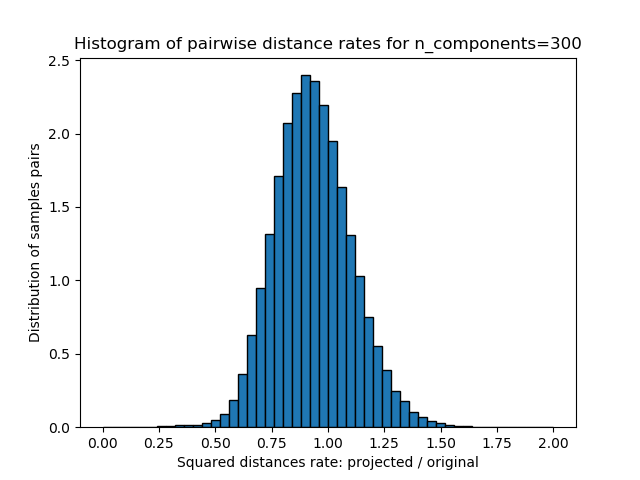 Histogram of pairwise distance rates for n_components=300
2.5
2.0
1.5
1.0
0.5
0.0
Distribution of samples pairs
0.00 0.25 0.50 0.75 1.00 1.25 1.50 1.75 2.00
Squared distances rate: projected / original